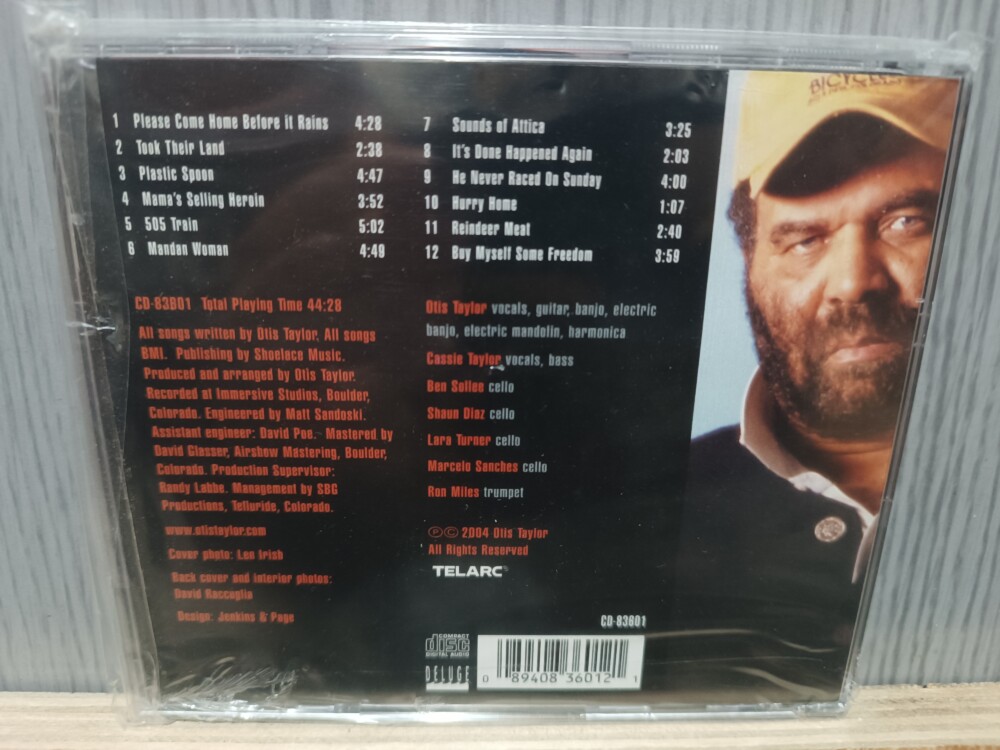 BICYCLE
1 Please Come Home Before it Rains 4:28
2 Took Their Land 2:38
3 Plastic Spoon 4:47
4 Mama's Selling Heroin 3:52
5 505 Train 5:02
6 Mandan Woman 4:49
7 Sounds of Attica 3:25
8 It's Done Happened Again 2:03
9 He Never Raced On Sunday 4:00
10 Hurry Home 1:07
11 Reindeer Meat 2:40
12 Buy Myself Some Freedom 3:59
CD-83601 Total Playing Time 44:28
All songs written by Otis Taylor. All songs
BMI. Publishing by Shoelace Music.
Produced and arranged by Otis Taylor.
Recorded at Immersive Studios, Boulder,
Colorado. Engineered by Matt Sandoski.
Assistant engineer: David Poe. Mastered by
David Glasser, Airshow Mastering, Boulder,
Colorado. Production Supervisor:
Randy Labbe. Management by SBG
Productions, Telluride, Colorado.
www.otistaylor.com
Cover photo: Len Irish
Back cover and interior photos:
David Raccuglia
Design: Jenkins & Page
Otis Taylor vocals, guitar, banjo, electric
banjo, electric mandolin, harmonica
Cassie Taylor vocals, bass
Ben Sollee cello
Shaun Diaz cello
Lara Turner cello
Marcelo Sanches cello
Ron Miles trumpet
℗© 2004 Otis Taylor
All Rights Reserved
TELARC®
CD-83601
COMPACT
disc
DIGITAL AUDIO
DELUGE
0 89408 36012 1